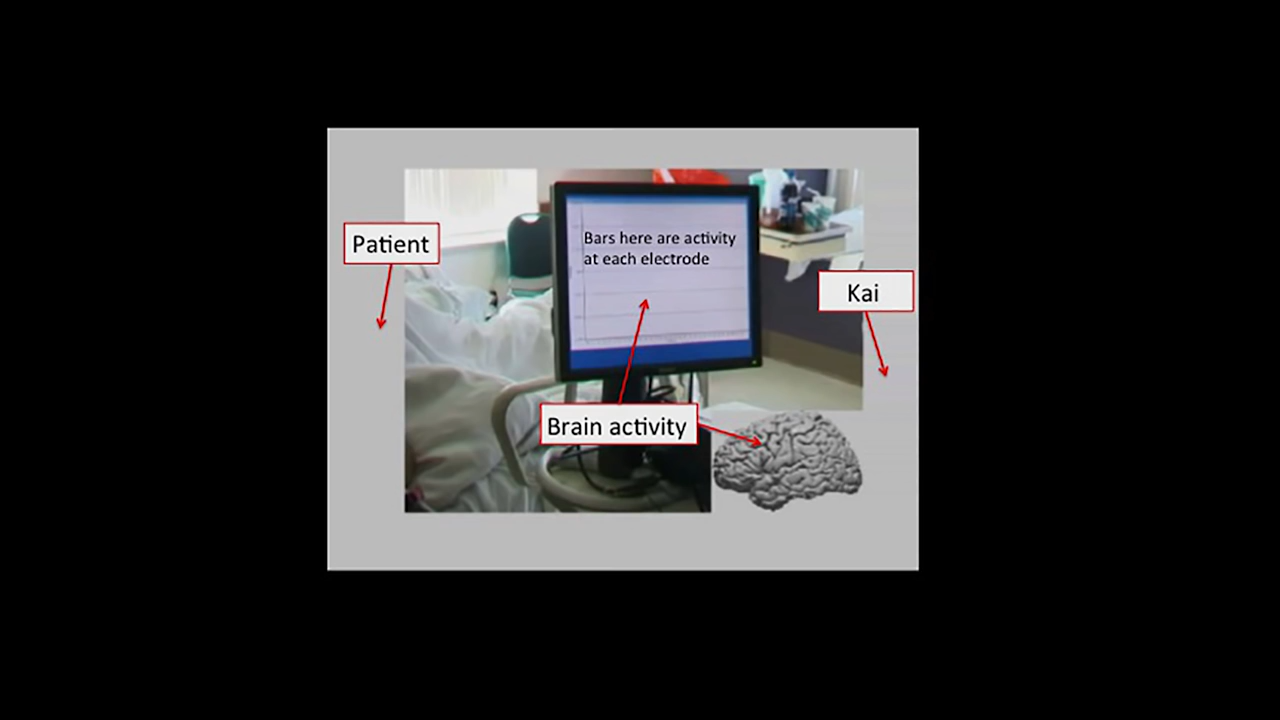 Patient
Bars here are activity
at each electrode
Kai
Brain activity